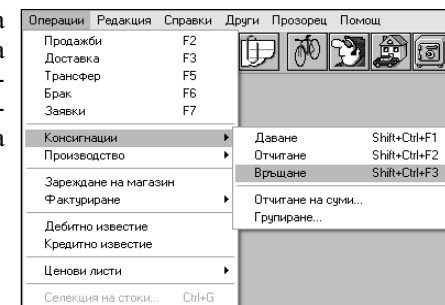 а
а
-
-
а
Операции Редакция Справки Други Прозорец Помощ
Продажби F2
Доставка F3
Трансфер F5
Брак F6
Заявки F7
Консигнации
Производство
Зареждане на магазин
Фактуриране
Дебитно известие
Кредитно известие
Ценови листи
Селекция на стоки... Ctrl+G
Даване Shift+Ctrl+F1
Отчитане Shift+Ctrl+F2
Връщане Shift+Ctrl+F3
Отчитане на суми...
Групиране...